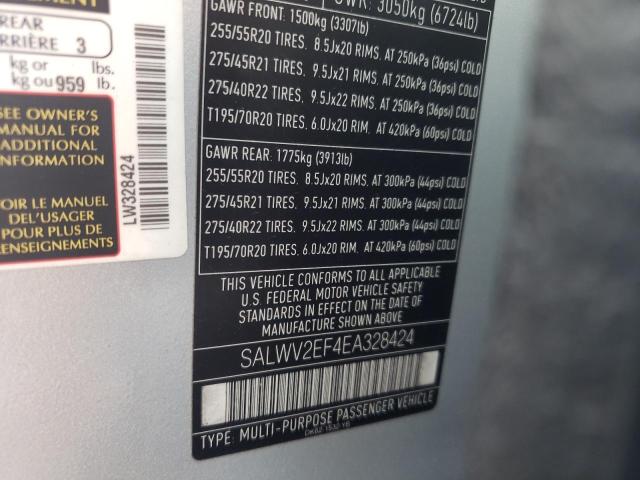 REAR
ARRIÈRE 3
kg or lbs.
kg ou 959 lb.
SEE OWNER'S
MANUAL FOR
ADDITIONAL
INFORMATION
VOIR LE MANUEL
DEL'USAGER
POUR PLUS DE
RENSEIGNEMENTS
LW328424
GVWR: 3050kg (6724lb)
GAWR FRONT: 1500kg (3307lb)
255/55R20 TIRES. 8.5Jx20 RIMS. AT 250kPa (36psi) COLD
275/45R21 TIRES. 9.5Jx21 RIMS. AT 250kPa (36psi) COLD
275/40R22 TIRES. 9.5Jx22 RIMS. AT 250kPa (36psi) COLD
T195/70R20 TIRES. 6.0Jx20 RIM. AT 420kPa (60psi) COLD
GAWR REAR: 1775kg (3913lb)
255/55R20 TIRES. 8.5Jx20 RIMS. AT 300kPa (44psi) COLD
275/45R21 TIRES. 9.5Jx21 RIMS. AT 300kPa (44psi) COLD
275/40R22 TIRES. 9.5Jx22 RIMS. AT 300kPa (44psi) COLD
T195/70R20 TIRES. 6.0Jx20 RIM. AT 420kPa (60psi) COLD
THIS VEHICLE CONFORMS TO ALL APPLICABLE
U.S. FEDERAL MOTOR VEHICLE SAFETY
STANDARDS IN EFFECT ON THE DATE OF
MANUFACTURE SHOWN ABOVE.
SALWV2EF4EA328424
TYPE: MULTI-PURPOSE PASSENGER VEHICLE